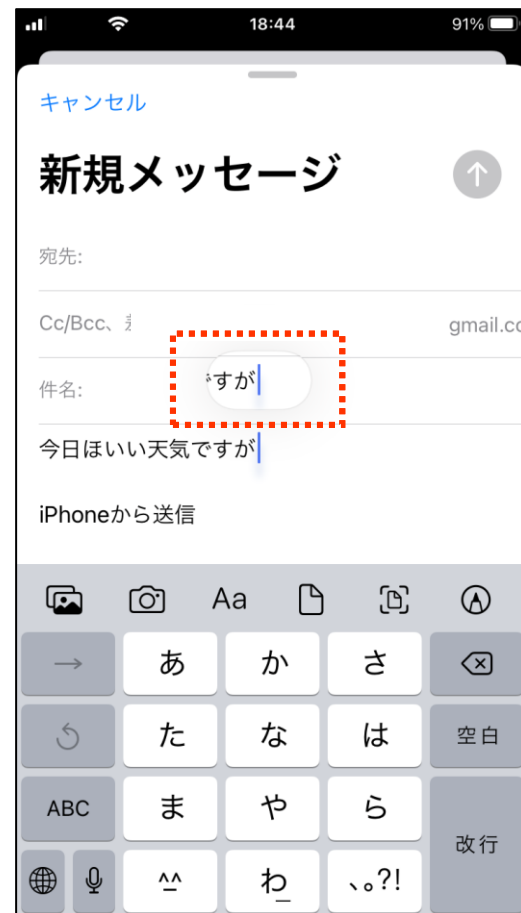 18:44
91%
キャンセル
新規メッセージ
宛先:
Cc/Bcc、
gmail.co
件名:
ですが
今日ほいい天気ですが
iPhoneから送信
Aa
→
あ
か
さ
た
な
は
空白
ABC
ま
や
ら
改行
^^
わ_
、。?!